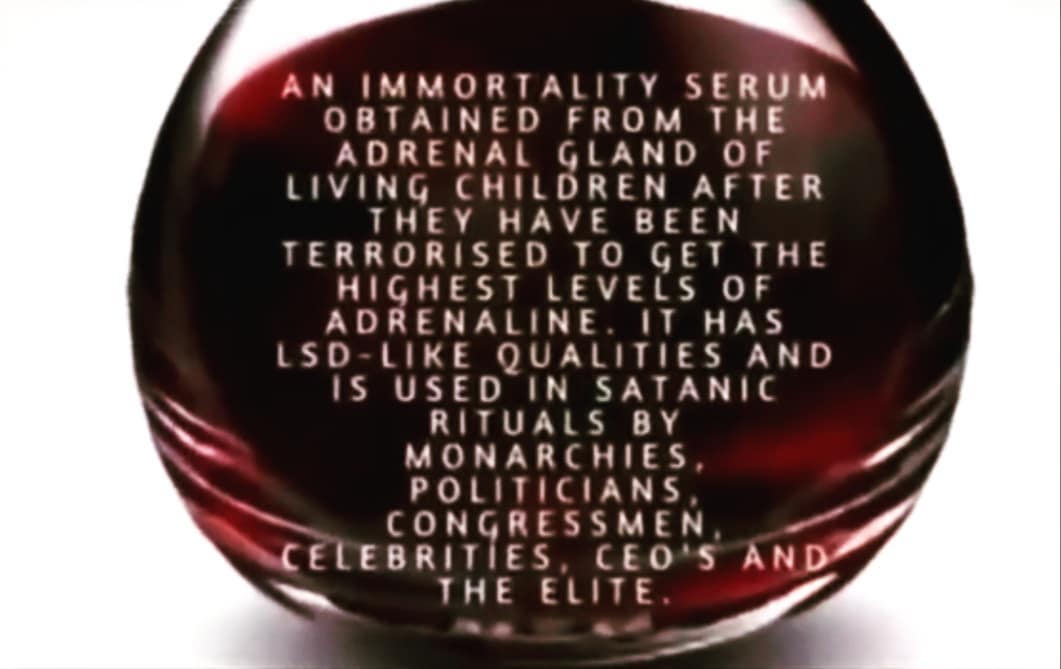 AN IMMORTALITY SERUM
OBTAINED FROM THE
ADRENAL GLAND OF
LIVING CHILDREN AFTER
THEY HAVE BEEN
TERRORISED TO GET THE
HIGHEST LEVELS OF
ADRENALINE. IT HAS
LSD-LIKE QUALITIES AND
IS USED IN SATANIC
RITUALS BY
MONARCHIES,
POLITICIANS,
CONGRESSMEN,
CELEBRITIES, CEO'S AND
THE ELITE.